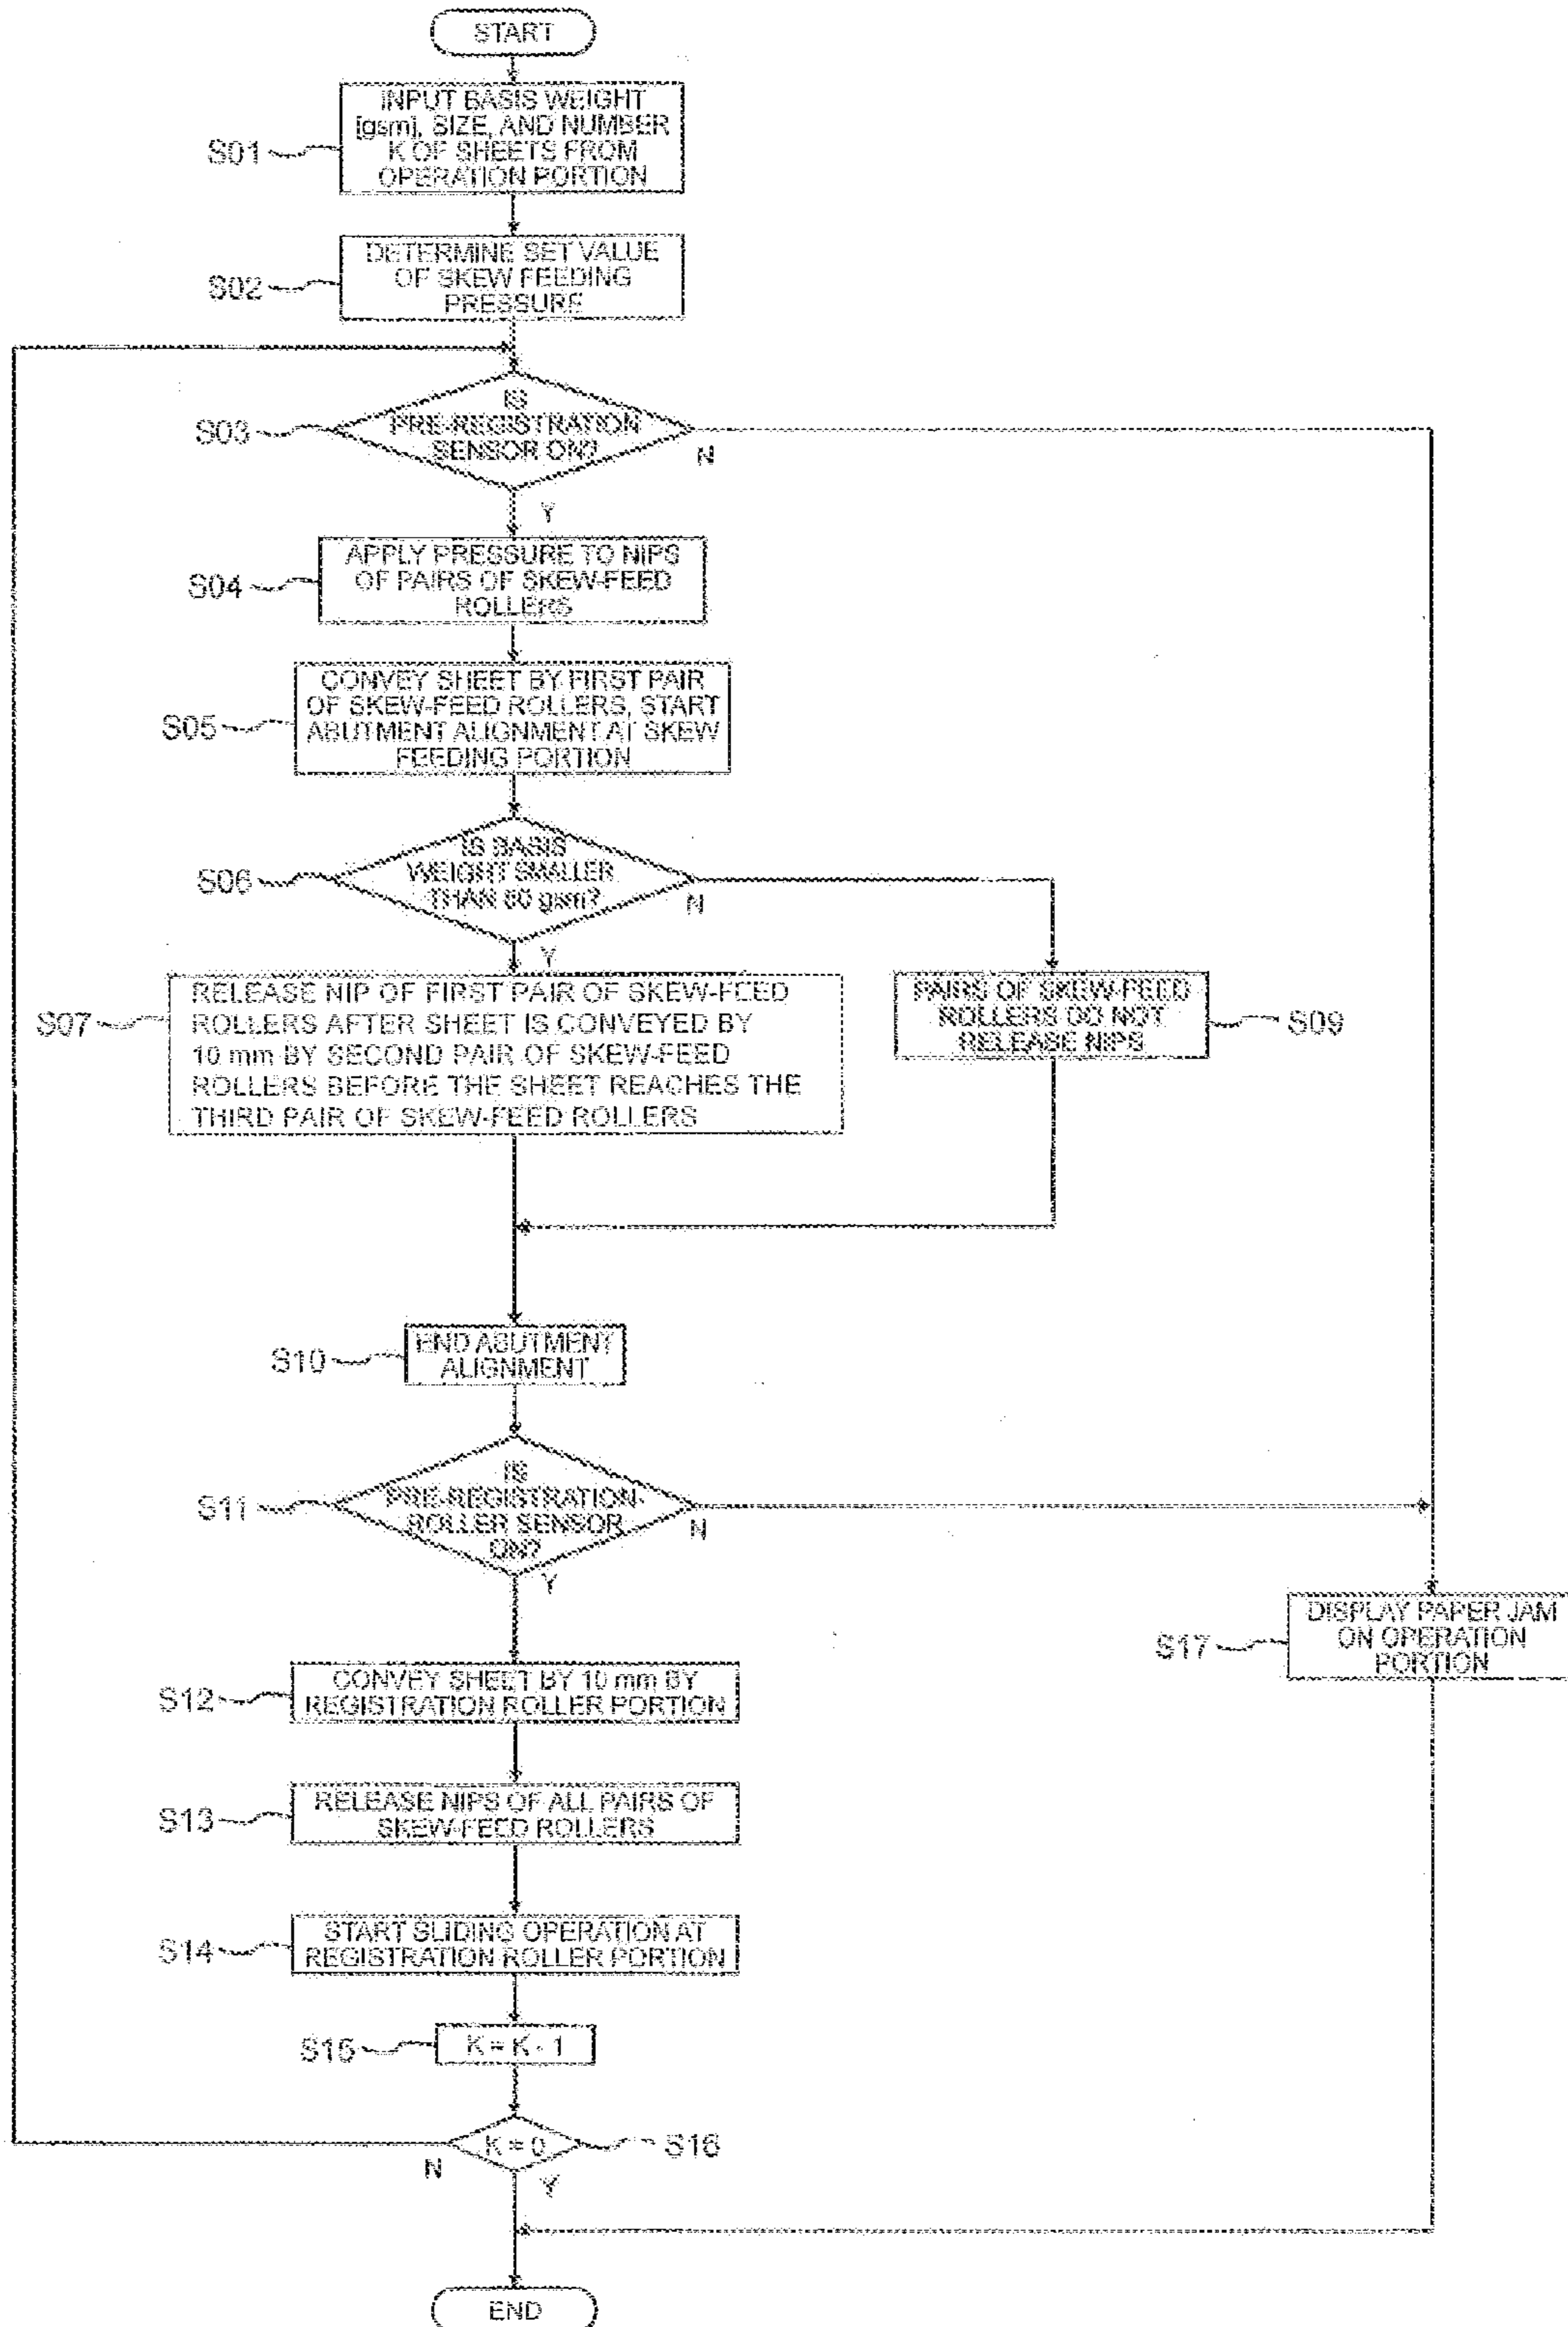 START
INPUT BASIS WEIGHT
[gsm], SIZE, AND NUMBER
K OF SHEETS FROM
OPERATION PORTION
S01
DETERMINE SET VALUE
OF SKEW FEEDING
PRESSURE
S02
IS
PRE-REGISTRATION
SENSOR ON?
S03
N
Y
APPLY PRESSURE TO NIPS
OF PAIRS OF SKEW-FEED
ROLLERS
S04
CONVEY SHEET BY FIRST PAIR
OF SKEW-FEED ROLLERS, START
ABUTMENT ALIGNMENT AT SKEW
FEEDING PORTION
S05
IS BASIS
WEIGHT SMALLER
THAN gsm?
S06
N
Y
RELEASE NIP OF FIRST PAIR OF SKEW-FEED
ROLLERS AFTER SHEET IS CONVEYED BY
10 mm BY SECOND PAIR OF SKEW-FEED
ROLLERS BEFORE THE SHEET REACHES THE
THIRD PAIR OF SKEW-FEED ROLLERS
S07
PAIRS OF SKEW-FEED
ROLLERS DO NOT
RELEASE NIPS
S09
END ABUTMENT
ALIGNMENT
S10
IS
PRE-REGISTRATION-
ROLLER SENSOR
ON?
S11
N
Y
DISPLAY PAPER JAM
ON OPERATION
PORTION
S17
CONVEY SHEET BY 10 mm BY
REGISTRATION ROLLER PORTION
S12
RELEASE NIPS OF ALL PAIRS OF
SKEW-FEED ROLLERS
S13
START SLIDING OPERATION AT
REGISTRATION ROLLER PORTION
S14
K = K - 1
S15
K = 0
S16
N
Y
END